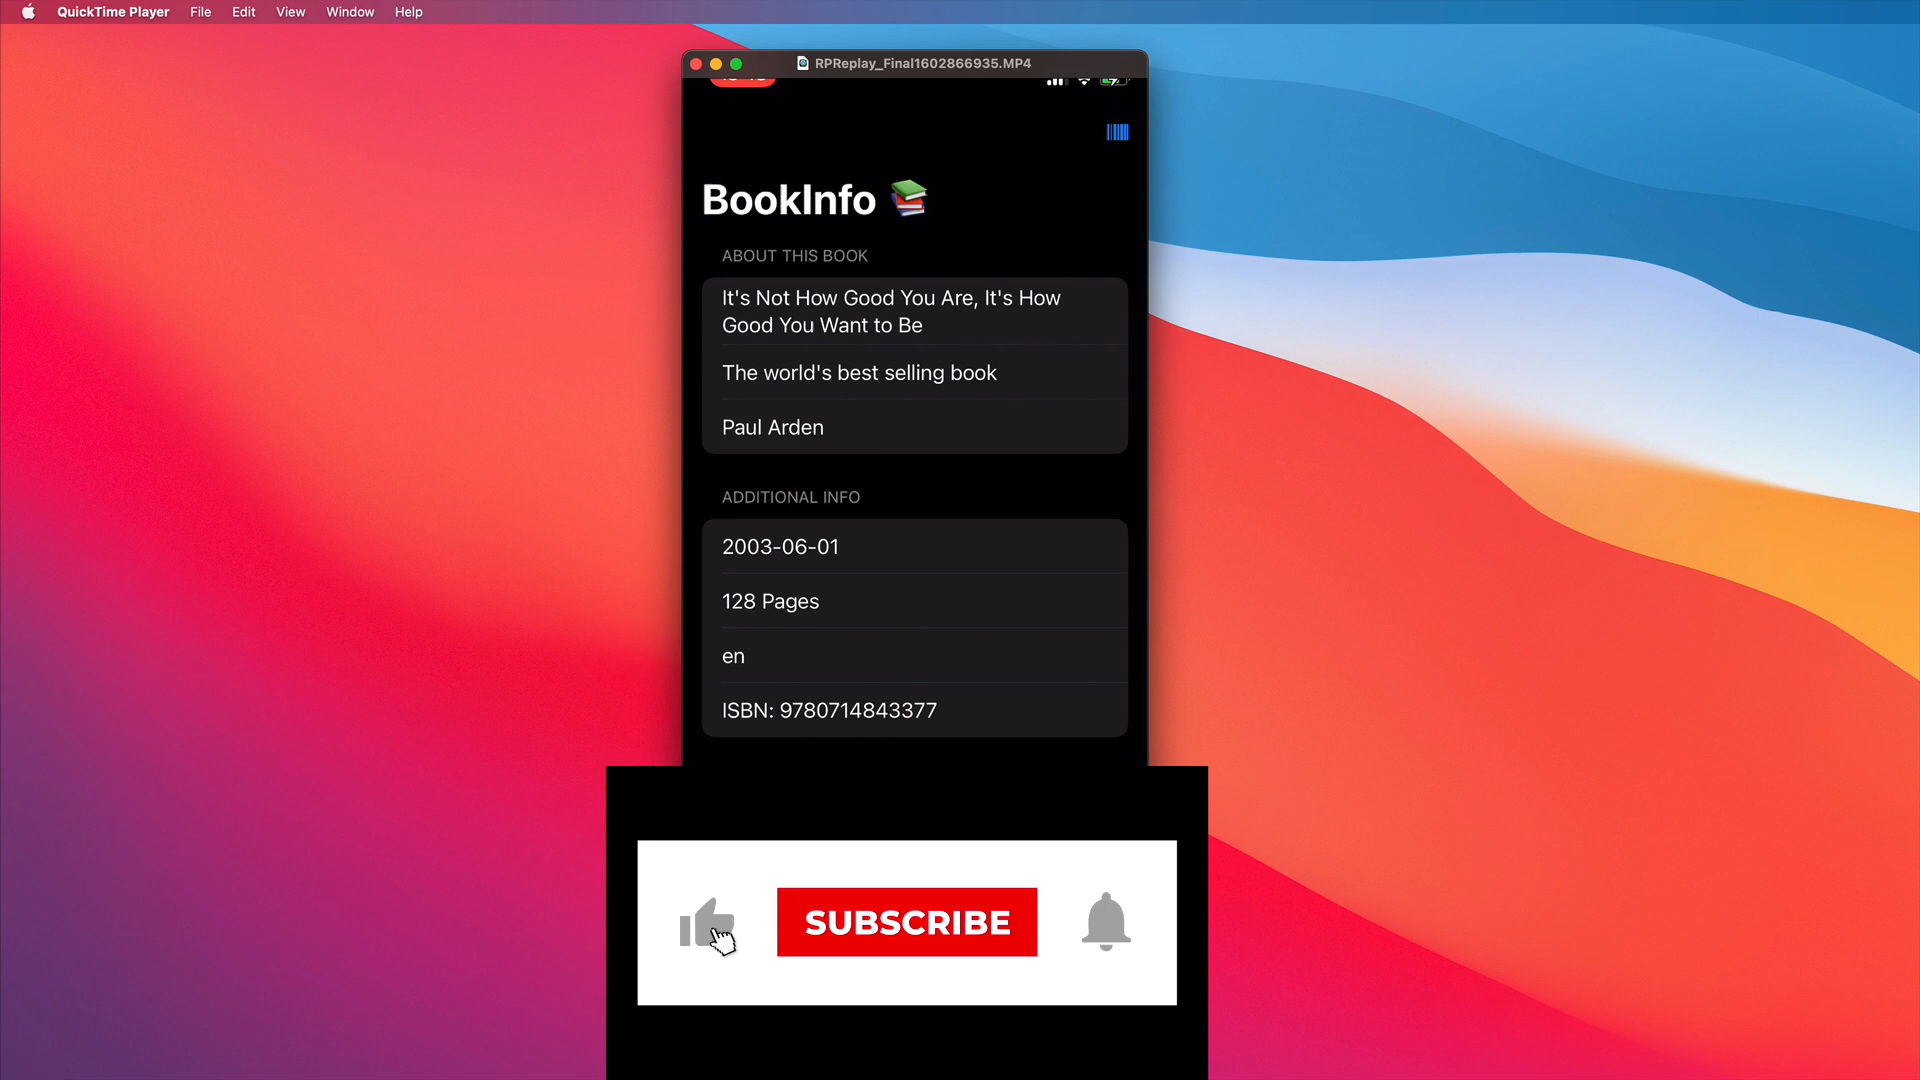 QuickTime Player File Edit View Window Help
RPReplay_Final1602866935.MP4
BookInfo 📚
ABOUT THIS BOOK
It's Not How Good You Are, It's How
Good You Want to Be
The world's best selling book
Paul Arden
ADDITIONAL INFO
2003-06-01
128 Pages
en
ISBN: 9780714843377
SUBSCRIBE